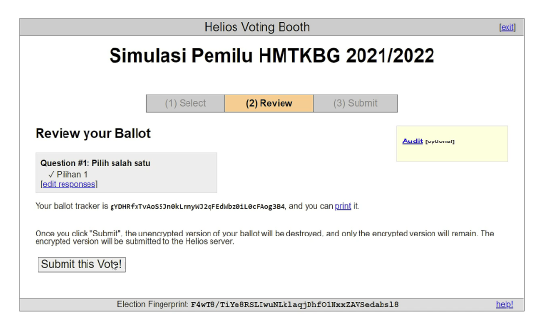 Helios Voting Booth
[exit]
Simulasi Pemilu HMTKBG 2021/2022
(1) Select
(2) Review
(3) Submit
Review your Ballot
Audit [optional]
Question #1: Pilih salah satu
✓ Pilihan 1
[edit responses]
Your ballot tracker is and you can print it.
Once you click "Submit", the unencrypted version of your ballot will be destroyed, and only the encrypted version will remain. The
encrypted version will be submitted to the Helios server.
Submit this Vote!
Election Fingerprint:
help!